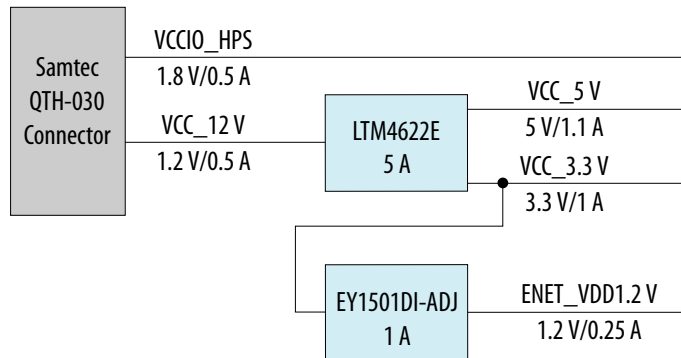 Samtec
QTH-030
Connector
VCCIO_HPS
1.8 V/0.5 A
VCC_12 V
1.2 V/0.5 A
LTM4622E
5 A
VCC_5 V
5 V/1.1 A
VCC_3.3 V
3.3 V/1 A
EY1501DI-ADJ
1 A
ENET_VDD1.2 V
1.2 V/0.25 A